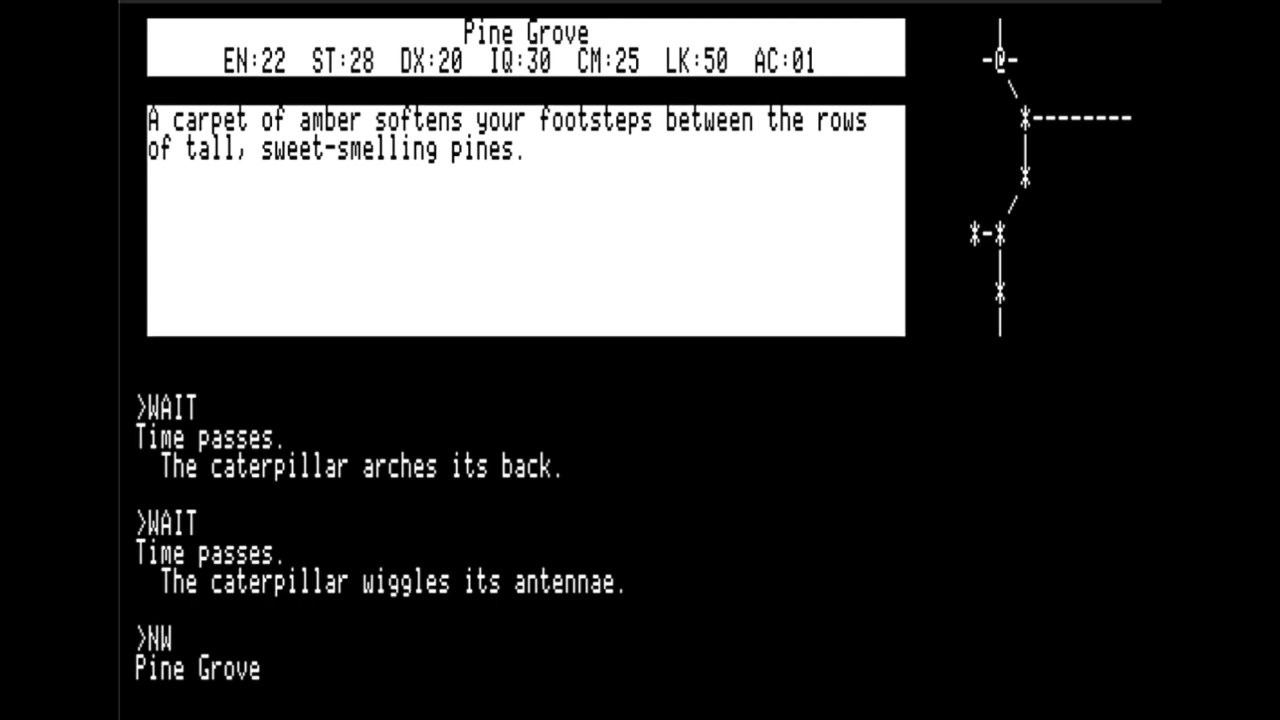 Pine Grove
EN:22 ST:28 DX:20 IQ:30 CM:25 LK:50 AC:01
A carpet of amber softens your footsteps between the rows
of tall, sweet-smelling pines.
>WAIT
Time passes.
The caterpillar arches its back.
>WAIT
Time passes.
The caterpillar wiggles its antennae.
>NW
Pine Grove